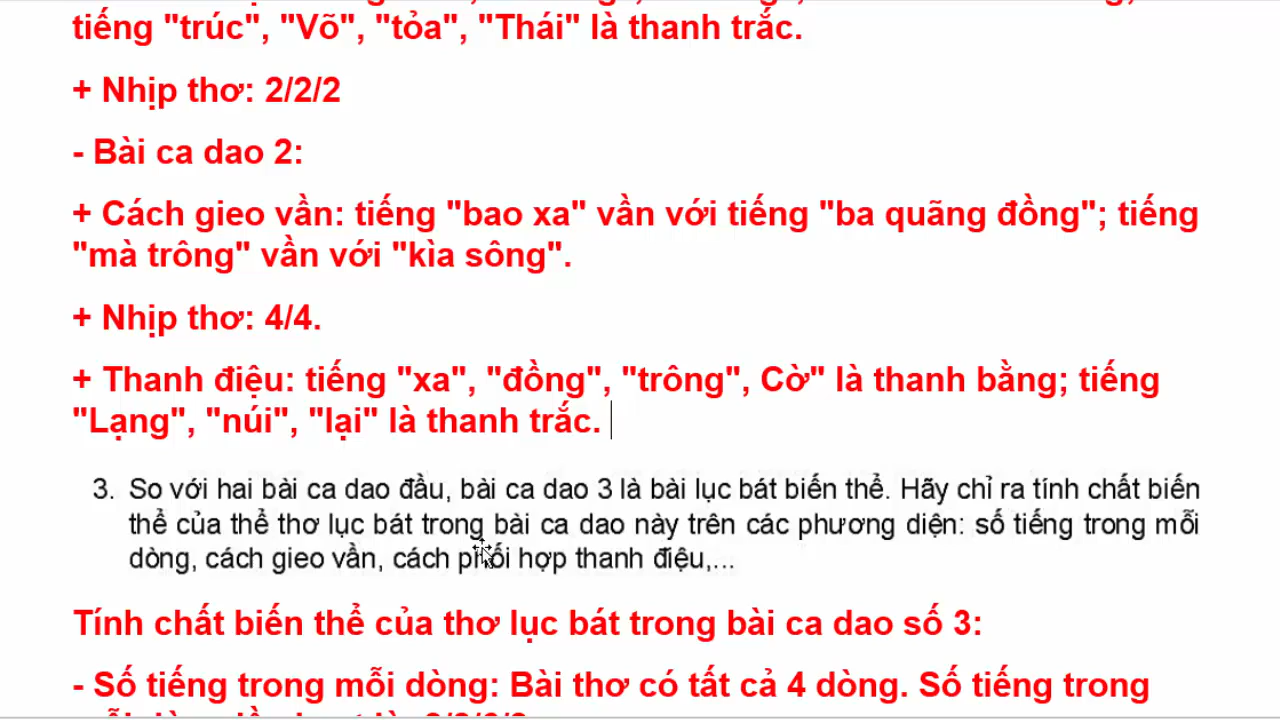 tiếng "trúc", "Võ", "tỏa", "Thái" là thanh trắc.
+ Nhịp thơ: 2/2/2
- Bài ca dao 2:
+ Cách gieo vần: tiếng "bao xa" vần với tiếng "ba quãng đồng"; tiếng
"mà trông" vần với "kìa sông".
+ Nhịp thơ: 4/4.
+ Thanh điệu: tiếng "xa", "đồng", "trông", Cờ" là thanh bằng; tiếng
"Lạng", "núi", "lại" là thanh trắc.
3. So với hai bài ca dao đầu, bài ca dao 3 là bài lục bát biến thể. Hãy chỉ ra tính chất biến
thể của thể thơ lục bát trong bài ca dao này trên các phương diện: số tiếng trong mỗi
dòng, cách gieo vần, cách phối hợp thanh điệu,...
Tính chất biến thể của thơ lục bát trong bài ca dao số 3:
- Số tiếng trong mỗi dòng: Bài thơ có tất cả 4 dòng. Số tiếng trong